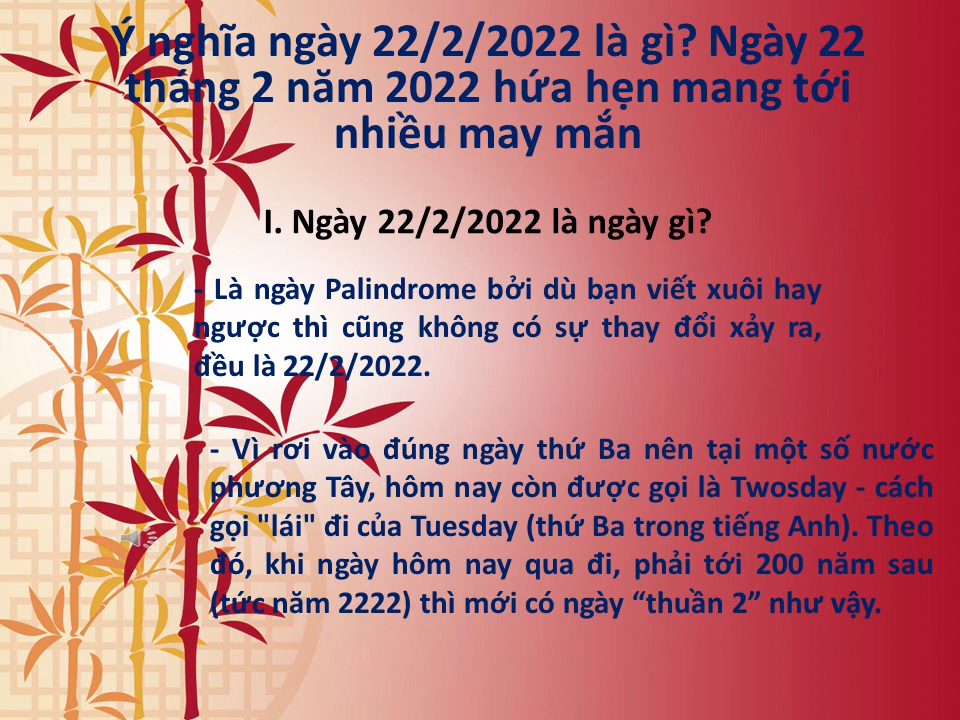 Ý nghĩa ngày 22/2/2022 là gì? Ngày 22
tháng 2 năm 2022 hứa hẹn mang tới
nhiều may mắn
I. Ngày 22/2/2022 là ngày gì?
- Là ngày Palindrome bởi dù bạn viết xuôi hay
ngược thì cũng không có sự thay đổi xảy ra,
đều là 22/2/2022.
- Vì rơi vào đúng ngày thứ Ba nên tại một số nước
phương Tây, hôm nay còn được gọi là Twosday - cách
gọi "lái" đi của Tuesday (thứ Ba trong tiếng Anh). Theo
đó, khi ngày hôm nay qua đi, phải tới 200 năm sau
(tức năm 2222) thì mới có ngày “thuần 2” như vậy.